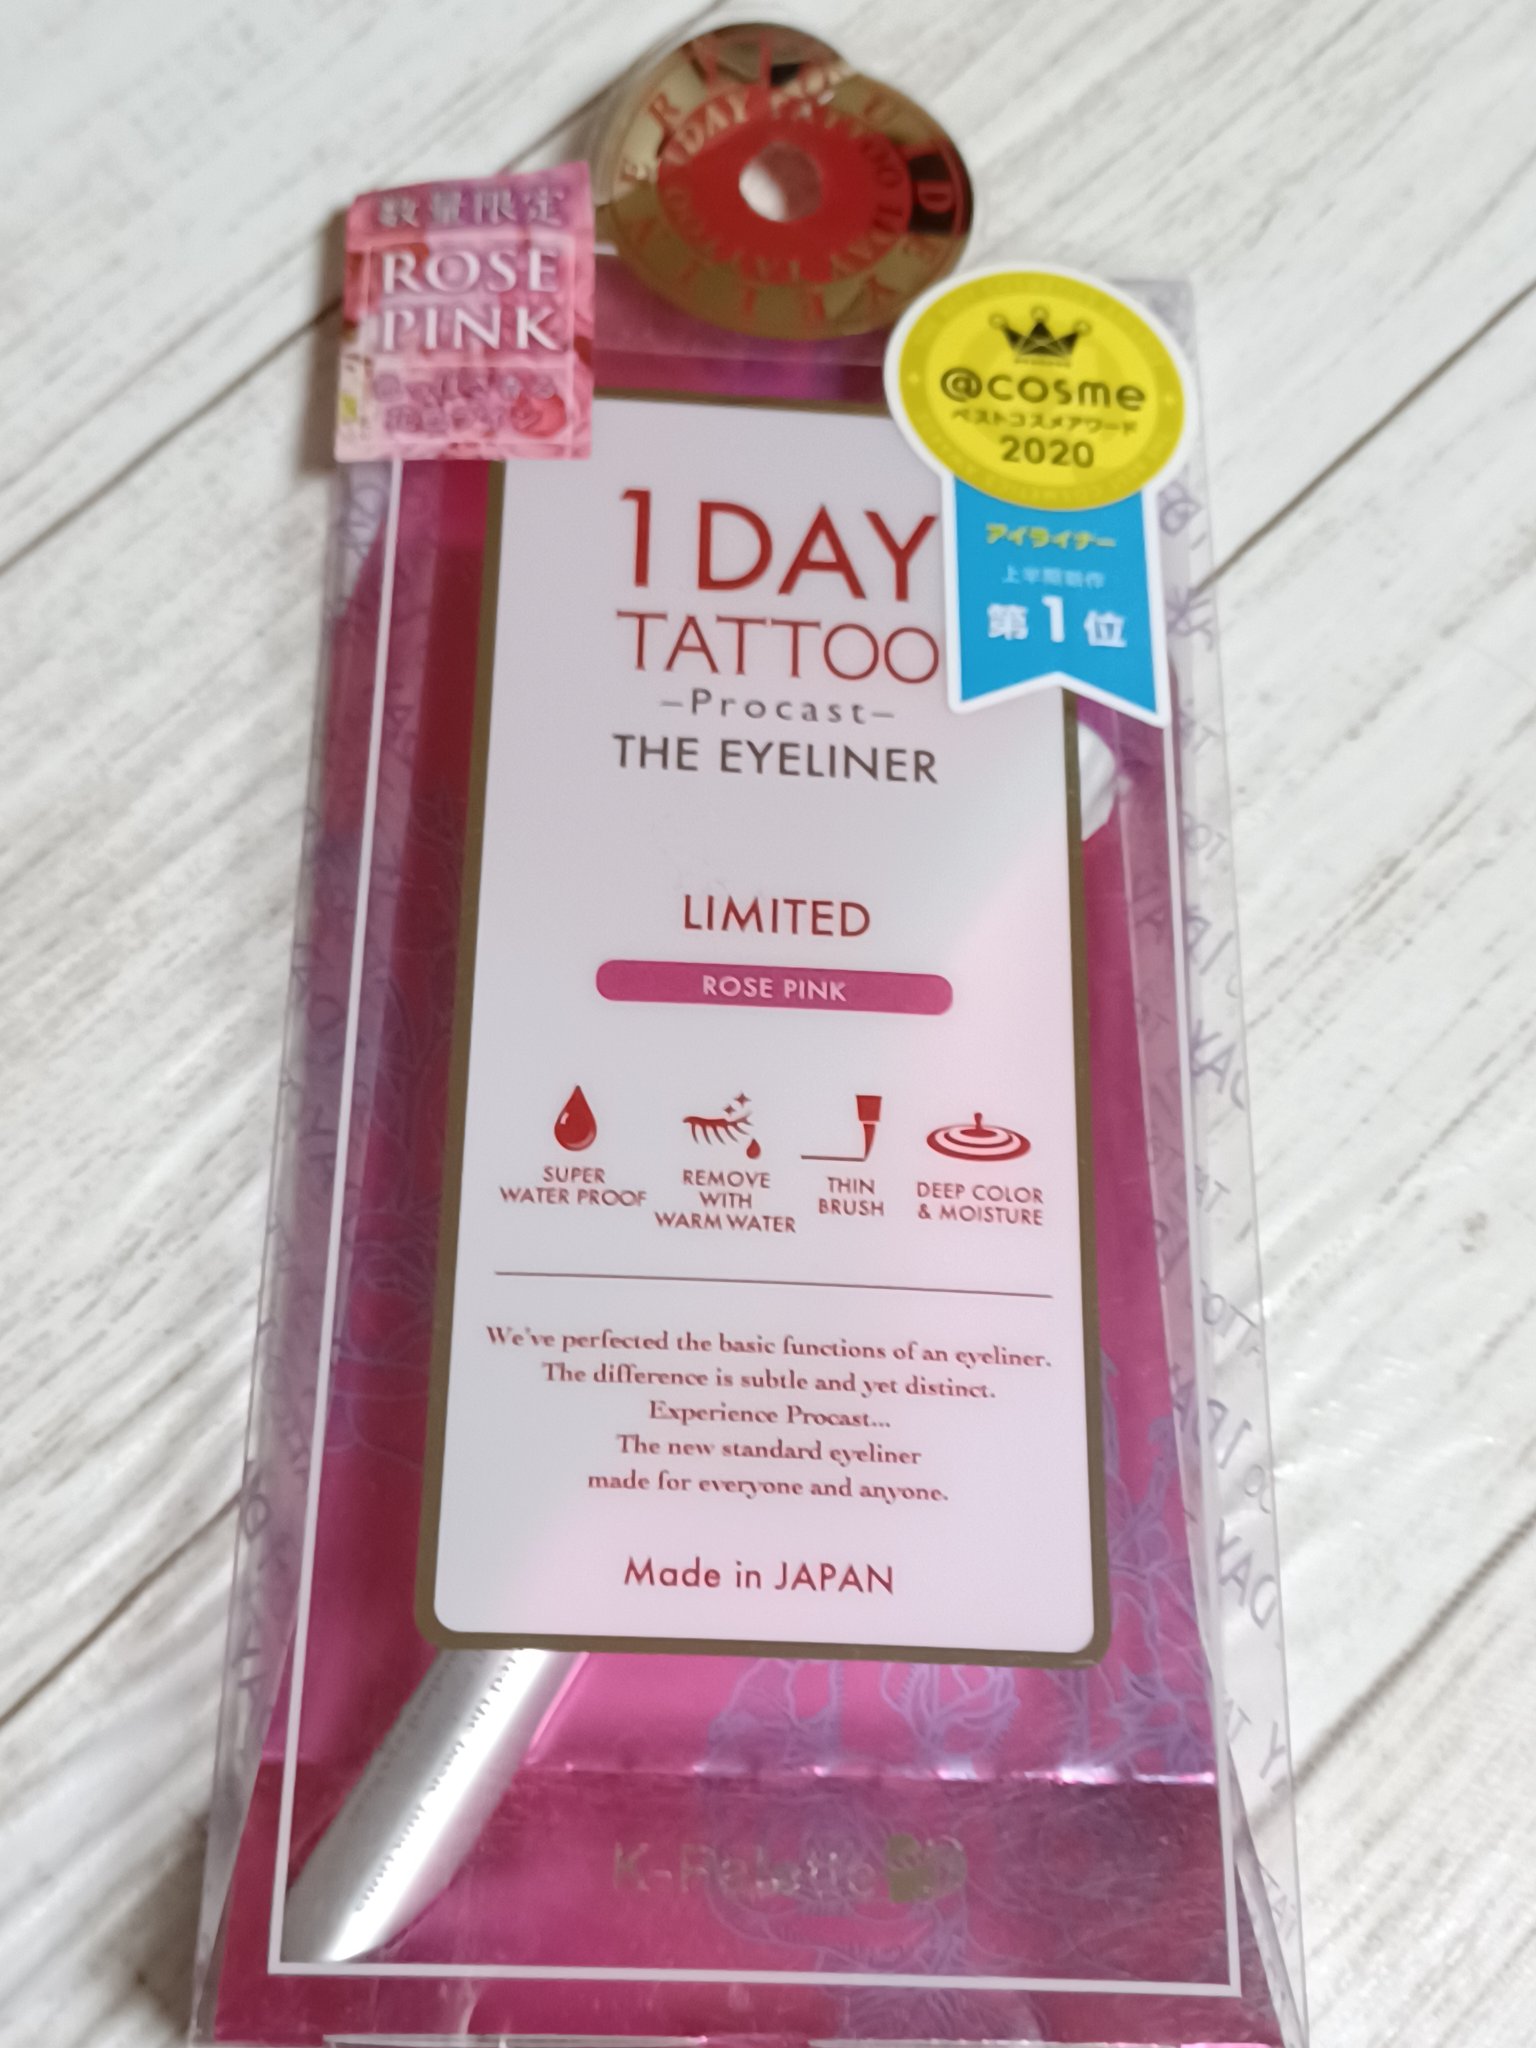 数量限定
ROSE
PINK
1DAY TATTOO
@cosme
ベストコスメアワード
2020
アイライナー
上半期新作
第1位
1DAY
TATTOO
–Procast–
THE EYELINER
LIMITED
ROSE PINK
SUPER
WATER PROOF
REMOVE
WITH
WARM WATER
THIN
BRUSH
DEEP COLOR
& MOISTURE
We've perfected the basic functions of an eyeliner.
The difference is subtle and yet distinct.
Experience Procast...
The new standard eyeliner
made for everyone and anyone.
Made in JAPAN
K-Palette